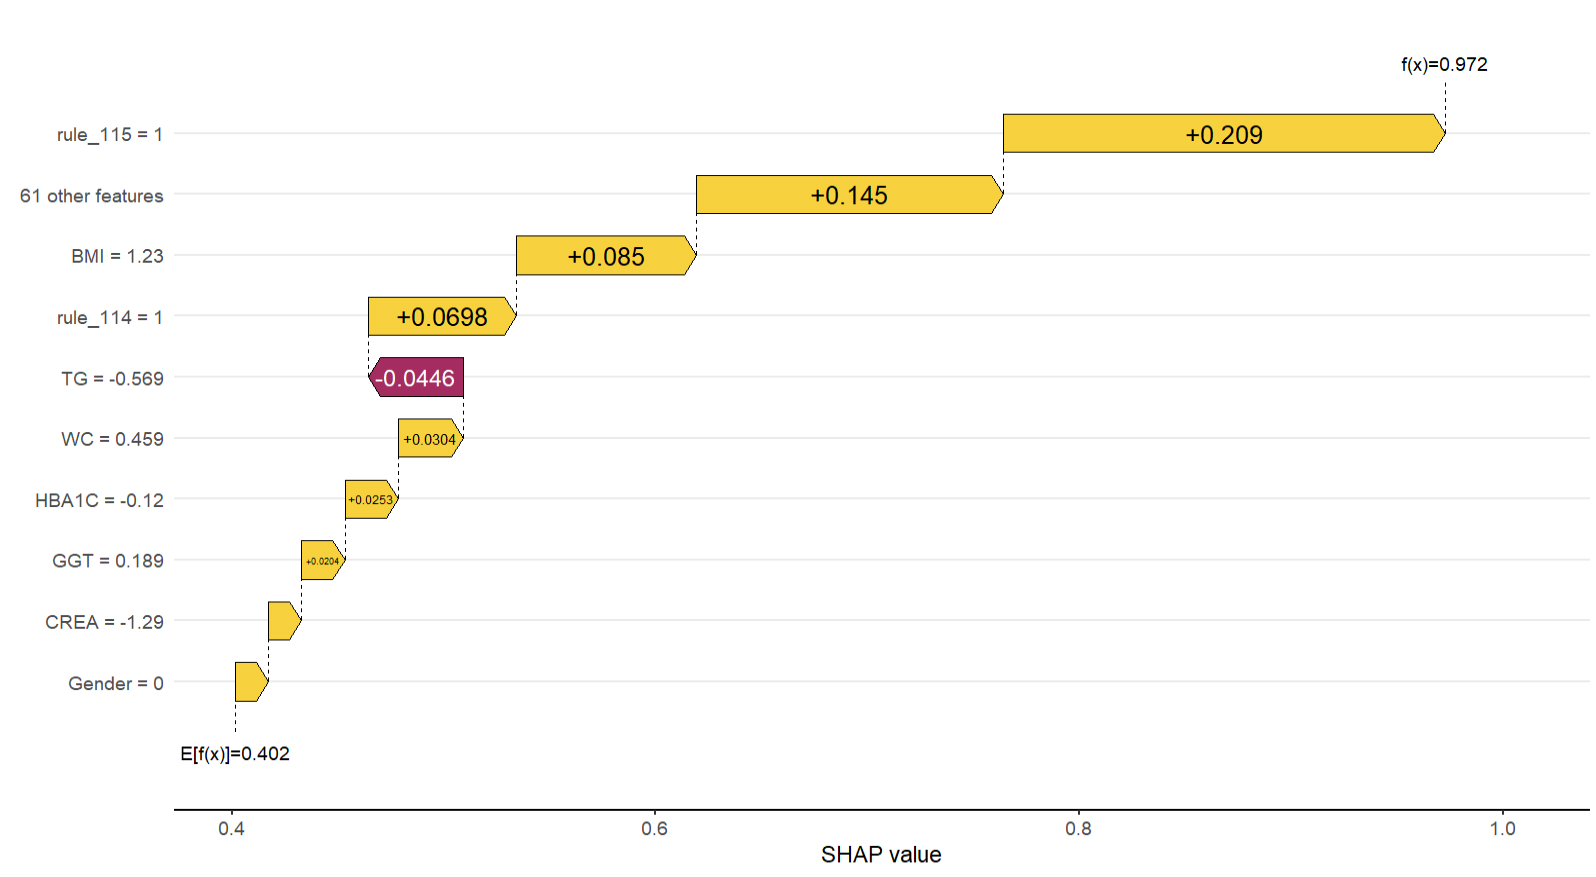 f(x)=0.972
rule_115 = 1
+0.209
61 other features
+0.145
BMI = 1.23
+0.085
rule_114 = 1
+0.0698
TG = -0.569
-0.0446
WC = 0.459
+0.0304
HBA1C = -0.12
+0.0253
GGT = 0.189
+0.0204
CREA = -1.29
Gender = 0
E[f(x)]=0.402
0.4 0.6 0.8 1.0
SHAP value